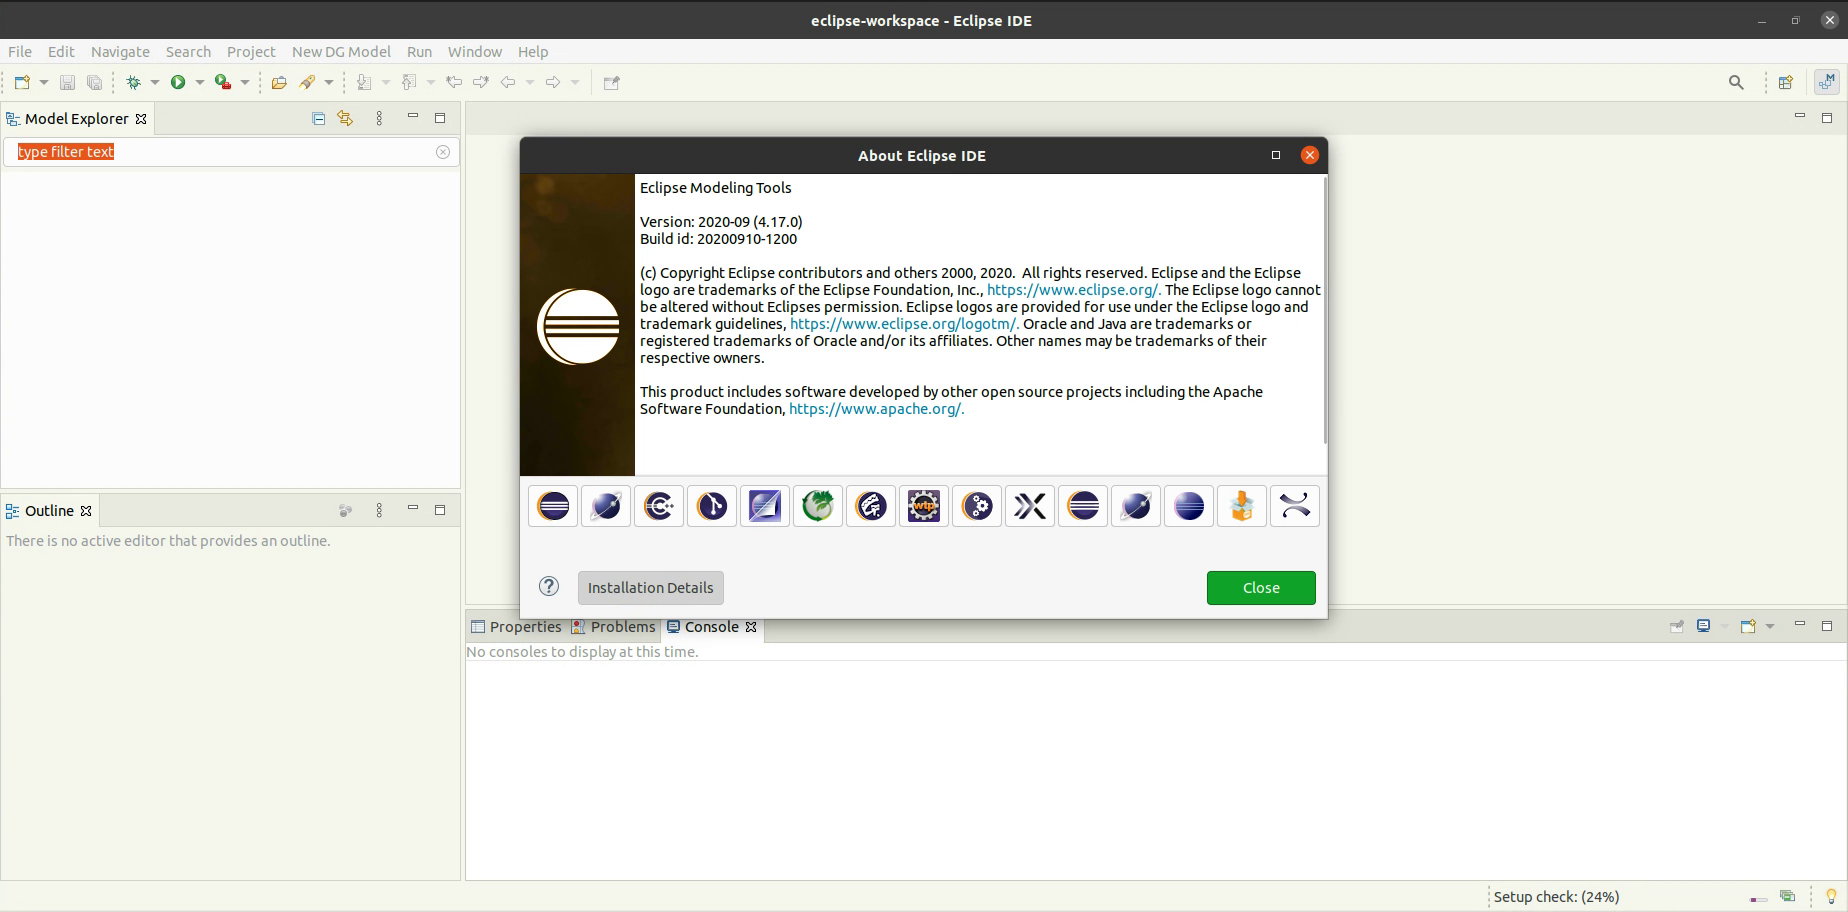 eclipse-workspace - Eclipse IDE
File Edit Navigate Search Project New DG Model Run Window Help
Model Explorer
type filter text
About Eclipse IDE
Eclipse Modeling Tools
Version: 2020-09 (4.17.0)
Build id: 20200910-1200
(c) Copyright Eclipse contributors and others 2000, 2020.  All rights reserved. Eclipse and the Eclipse
logo are trademarks of the Eclipse Foundation, Inc., https://www.eclipse.org/. The Eclipse logo cannot
be altered without Eclipses permission. Eclipse logos are provided for use under the Eclipse logo and
trademark guidelines, https://www.eclipse.org/logotm/. Oracle and Java are trademarks or
registered trademarks of Oracle and/or its affiliates. Other names may be trademarks of their
respective owners.
This product includes software developed by other open source projects including the Apache
Software Foundation, https://www.apache.org/.
wtp
Installation Details
Close
Outline
There is no active editor that provides an outline.
Properties Problems Console
No consoles to display at this time.
Setup check: (24%)